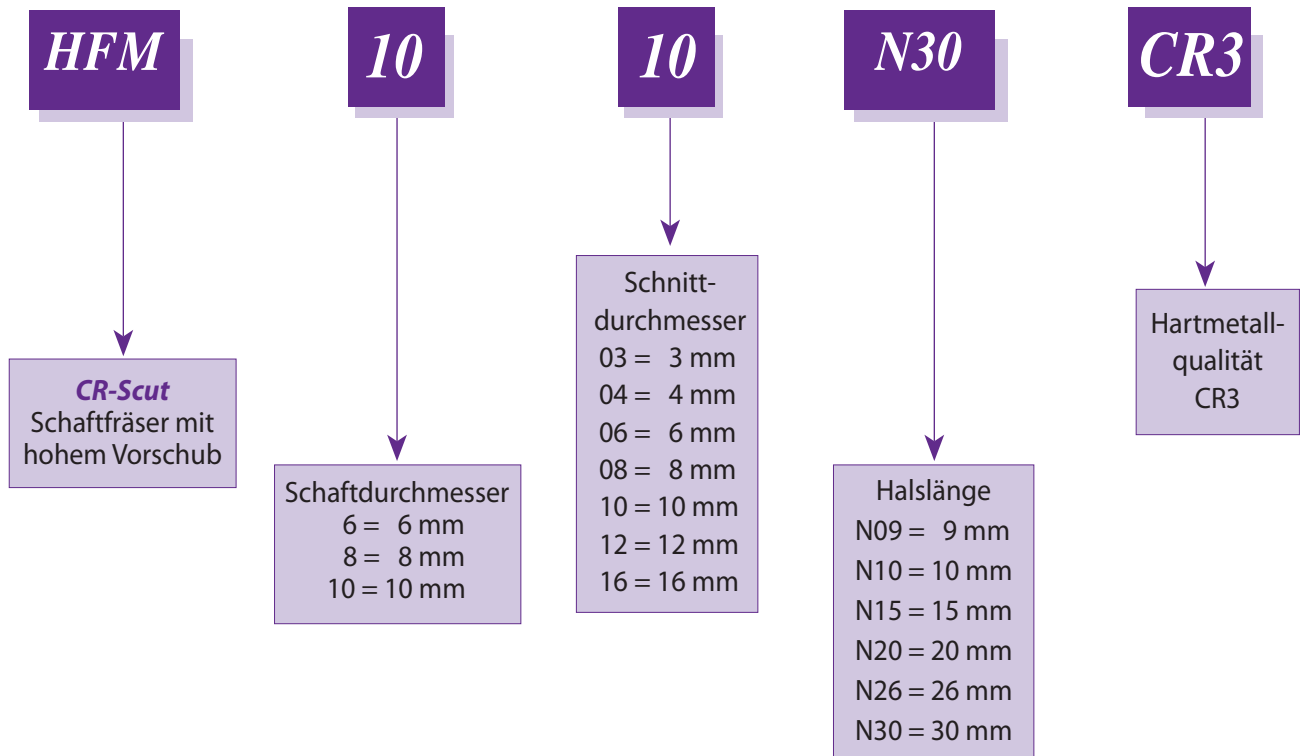 HFM
10
10
N30
CR3
CR-Scut
Schaftfräser mit
hohem Vorschub
Schaftdurchmesser
6 = 6 mm
8 = 8 mm
10 = 10 mm
Schnitt-
durchmesser
03 = 3 mm
04 = 4 mm
06 = 6 mm
08 = 8 mm
10 = 10 mm
12 = 12 mm
16 = 16 mm
Halslänge
N09 = 9 mm
N10 = 10 mm
N15 = 15 mm
N20 = 20 mm
N26 = 26 mm
N30 = 30 mm
Hartmetall-
qualität
CR3